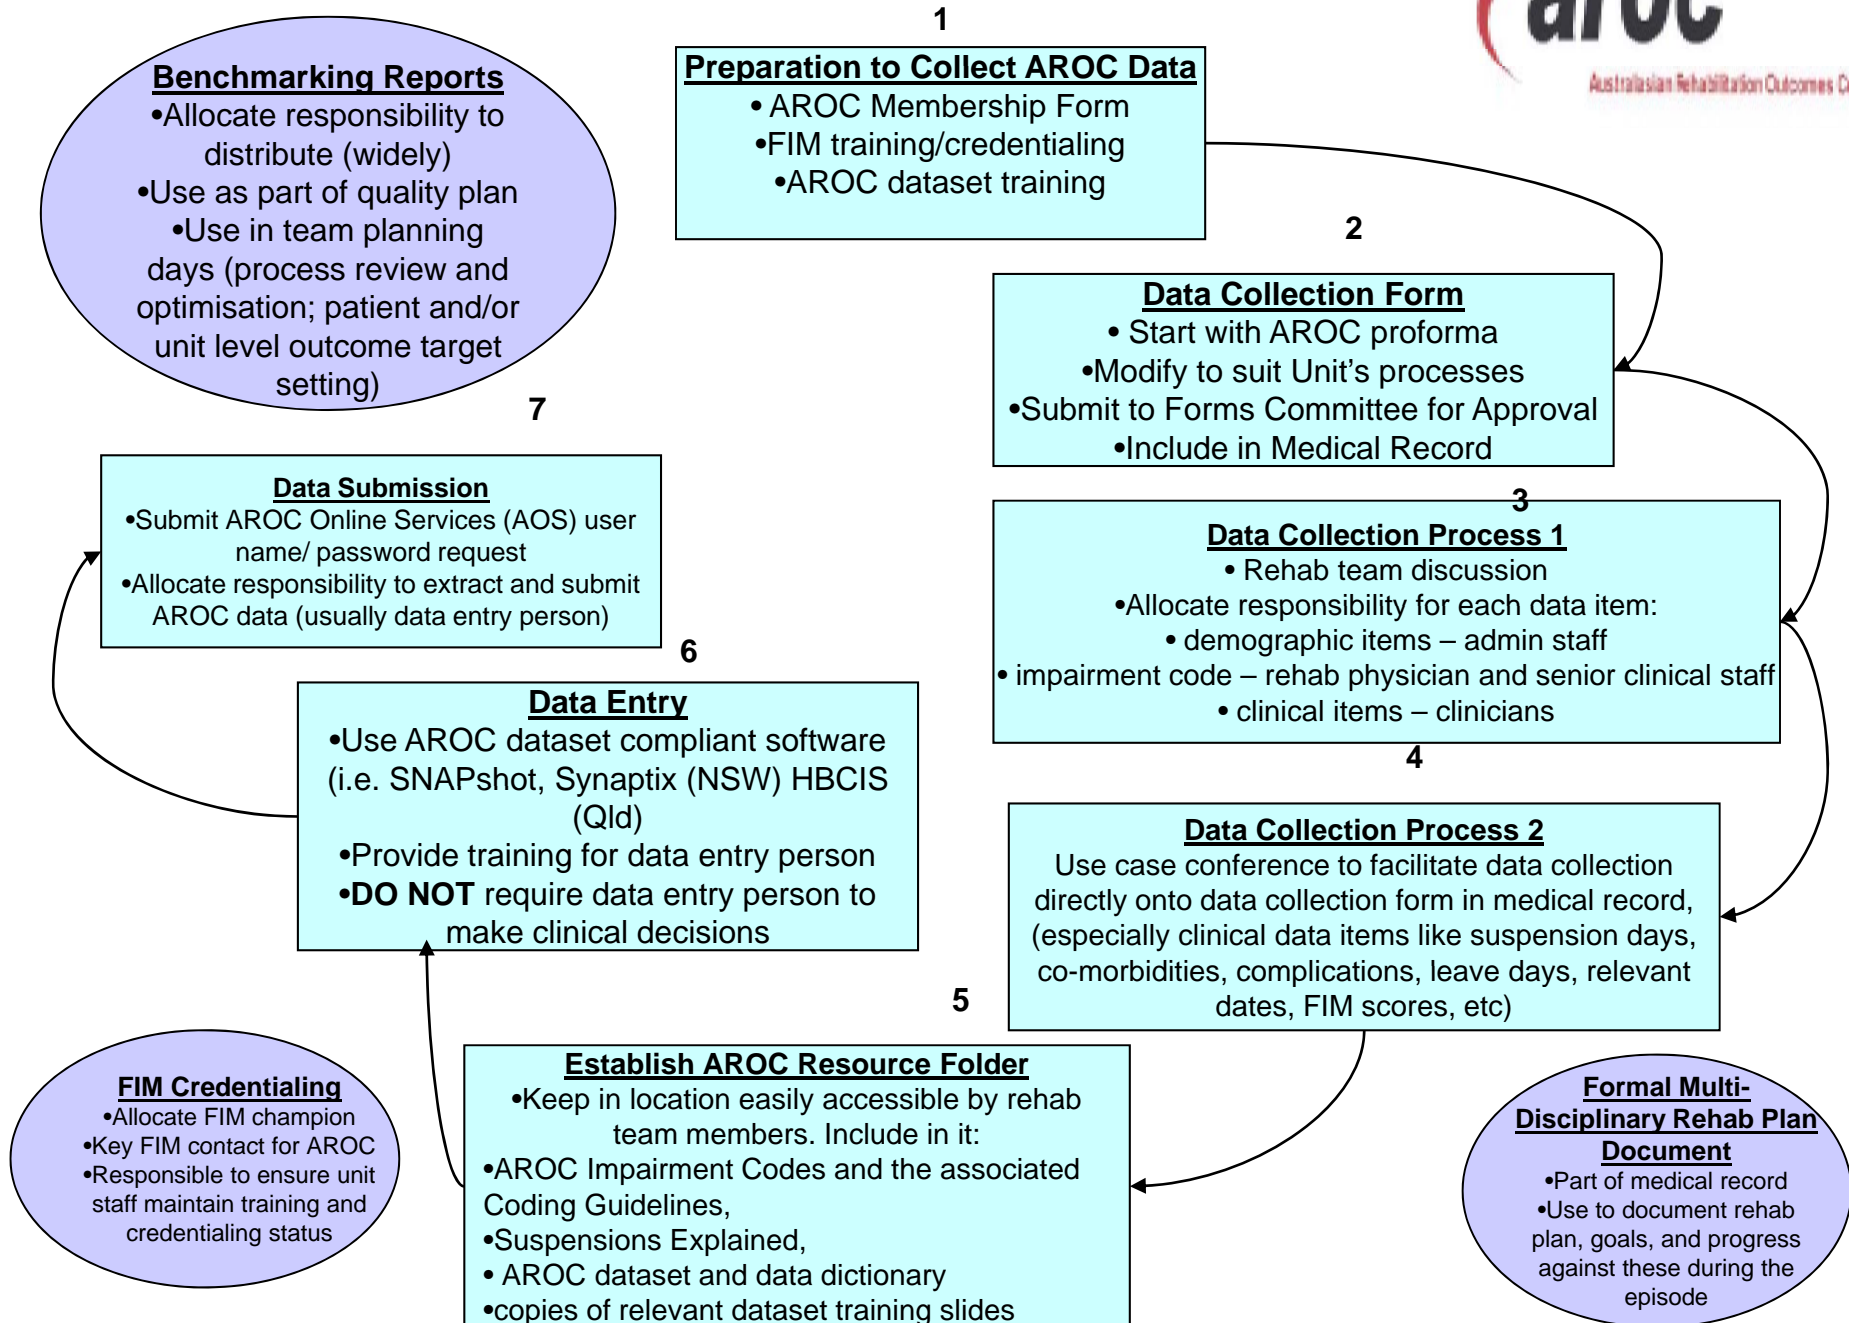 aroc
Australasian Rehabilitation Outcomes
1
Preparation to Collect AROC Data
• AROC Membership Form
•FIM training/credentialing
•AROC dataset training
2
Data Collection Form
• Start with AROC proforma
•Modify to suit Unit's processes
•Submit to Forms Committee for Approval
•Include in Medical Record
3
Data Collection Process 1
• Rehab team discussion
•Allocate responsibility for each data item:
• demographic items – admin staff
• impairment code – rehab physician and senior clinical staff
• clinical items – clinicians
4
Data Collection Process 2
Use case conference to facilitate data collection
directly onto data collection form in medical record,
(especially clinical data items like suspension days,
co-morbidities, complications, leave days, relevant
dates, FIM scores, etc)
5
Establish AROC Resource Folder
•Keep in location easily accessible by rehab
team members. Include in it:
•AROC Impairment Codes and the associated
Coding Guidelines,
•Suspensions Explained,
• AROC dataset and data dictionary
•copies of relevant dataset training slides
6
Data Entry
•Use AROC dataset compliant software
(i.e. SNAPshot, Synaptix (NSW) HBCIS
(Qld)
•Provide training for data entry person
•DO NOT require data entry person to
make clinical decisions
7
Data Submission
•Submit AROC Online Services (AOS) user
name/ password request
•Allocate responsibility to extract and submit
AROC data (usually data entry person)
Benchmarking Reports
•Allocate responsibility to
distribute (widely)
•Use as part of quality plan
•Use in team planning
days (process review and
optimisation; patient and/or
unit level outcome target
setting)
FIM Credentialing
•Allocate FIM champion
•Key FIM contact for AROC
•Responsible to ensure unit
staff maintain training and
credentialing status
Formal Multi-
Disciplinary Rehab Plan
Document
•Part of medical record
•Use to document rehab
plan, goals, and progress
against these during the
episode